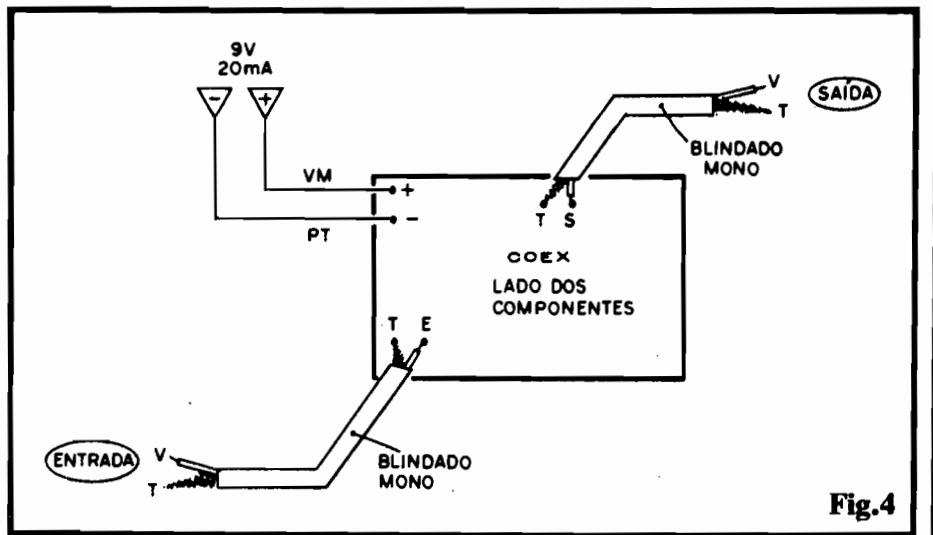 9V
20mA
-
+
V
SAÍDA
T
BLINDADO
MONO
VM
+
PT
-
T
S
COEX
LADO DOS
COMPONENTES
T
E
ENTRADA
V
T
BLINDADO
MONO
Fig.4